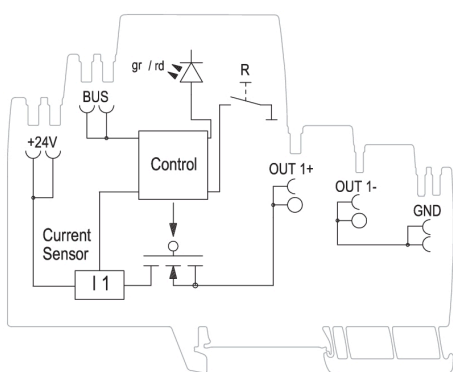 gr / rd
R
BUS
+24V
Control
OUT 1+
OUT 1-
GND
Current
Sensor
I 1